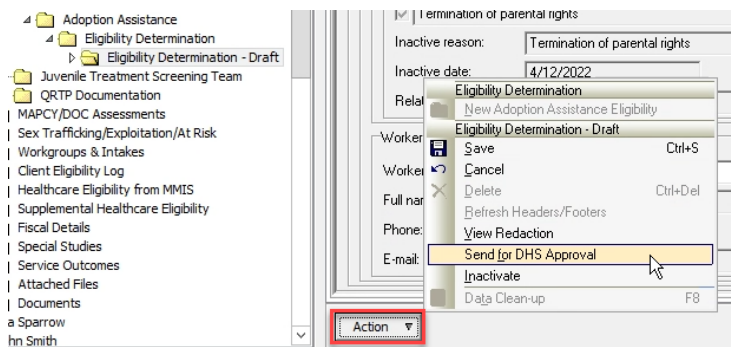 Adoption Assistance
Eligibility Determination
Eligibility Determination - Draft
Juvenile Treatment Screening Team
QRTP Documentation
MAPCY/DOC Assessments
Sex Trafficking/Exploitation/At Risk
Workgroups & Intakes
Client Eligibility Log
Healthcare Eligibility from MMIS
Supplemental Healthcare Eligibility
Fiscal Details
Special Studies
Service Outcomes
Attached Files
Documents
a Sparrow
hn Smith
Termination of parental rights
Inactive reason: Termination of parental rights
Inactive date: 4/12/2022
Relat
Worker
Worker
Full nar
Phone:
E-mail:
Eligibility Determination
New Adoption Assistance Eligibility
Eligibility Determination - Draft
Save Ctrl+S
Cancel
Delete Ctrl+Del
Refresh Headers/Footers
View Redaction
Send for DHS Approval
Inactivate
Data Clean-up F8
Action